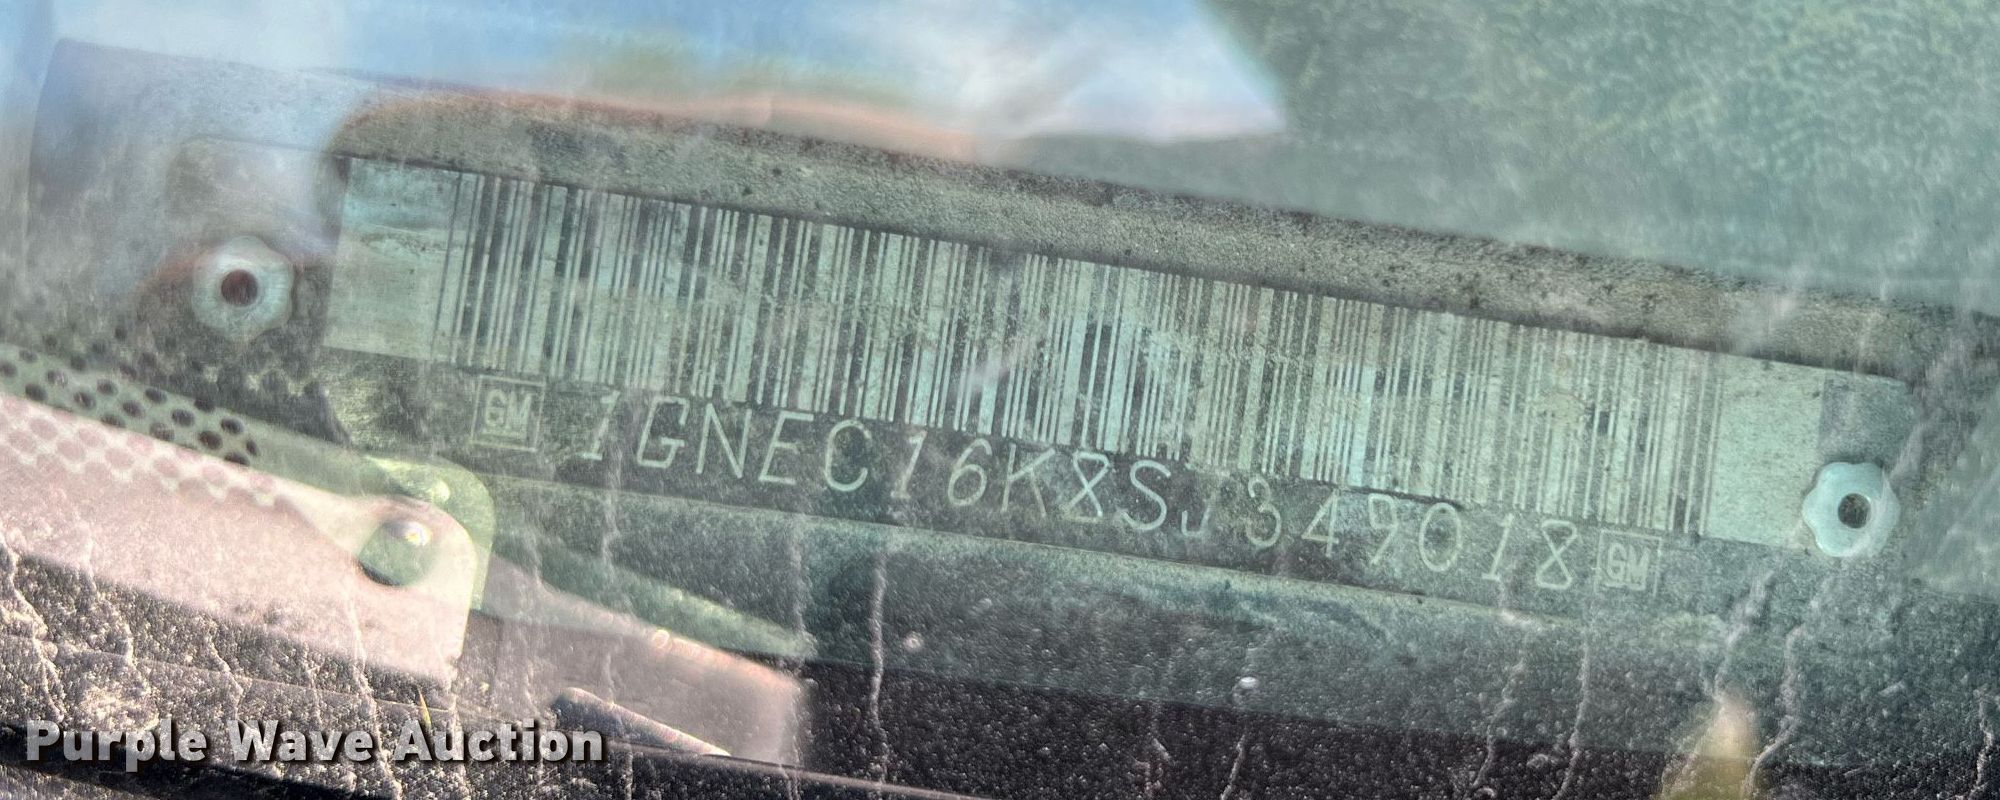 GM 1GNEC16K8SJ349018 GM
Purple Wave Auction